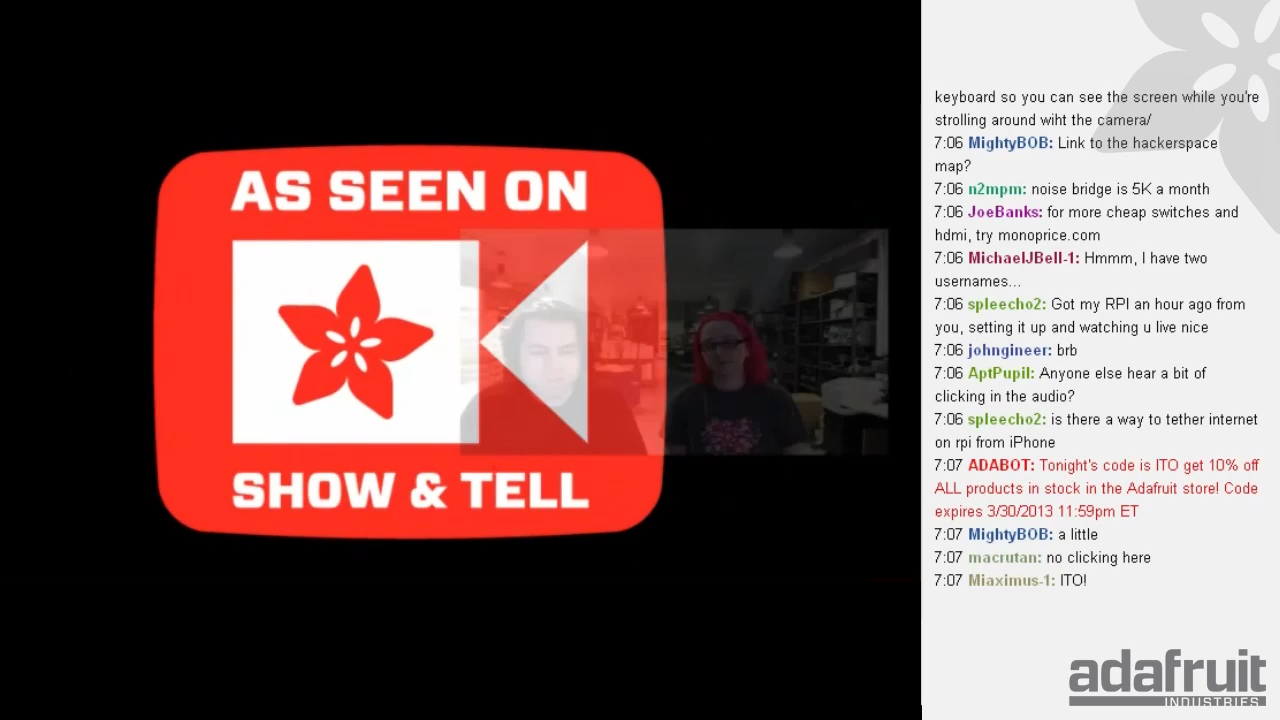 AS SEEN ON
SHOW & TELL
keyboard so you can see the screen while you're
strolling around wiht the camera/
7:06 MightyBOB: Link to the hackerspace
map?
7:06 n2mpm: noise bridge is 5K a month
7:06 JoeBanks: for more cheap switches and
hdmi, try monoprice.com
7:06 MichaelJBell-1: Hmmm, I have two
usernames...
7:06 spleecho2: Got my RPI an hour ago from
you, setting it up and watching u live nice
7:06 johngineer: brb
7:06 AptPupil: Anyone else hear a bit of
clicking in the audio?
7:06 spleecho2: is there a way to tether internet
on rpi from iPhone
7:07 ADABOT: Tonight's code is ITO get 10% off
ALL products in stock in the Adafruit store! Code
expires 3/30/2013 11:59pm ET
7:07 MightyBOB: a little
7:07 macrutan: no clicking here
7:07 Miaximus-1: ITO!
adafruit
INDUSTRIES